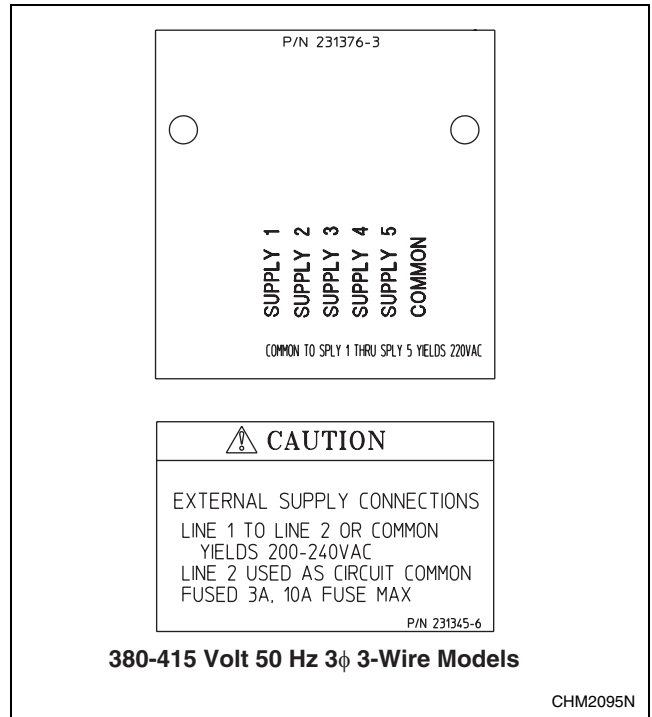 P/N 231376-3
SUPPLY 1
SUPPLY 2
SUPPLY 3
SUPPLY 4
SUPPLY 5
COMMON
COMMON TO SPLY 1 THRU SPLY 5 YIELDS 220VAC
CAUTION
EXTERNAL SUPPLY CONNECTIONS
LINE 1 TO LINE 2 OR COMMON
YIELDS 200-240VAC
LINE 2 USED AS CIRCUIT COMMON
FUSED 3A, 10A FUSE MAX
P/N 231345-6
380-415 Volt 50 Hz 3ϕ 3-Wire Models
CHM2095N